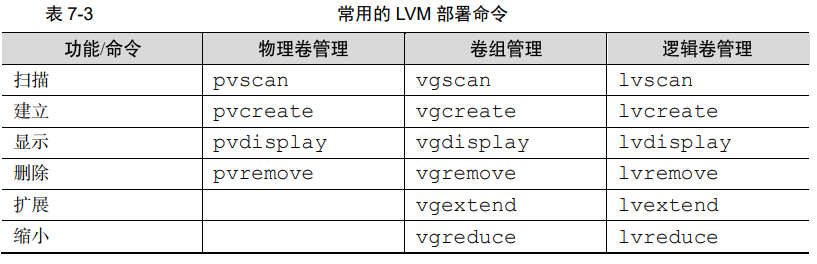 表 7-3 常用的 LVM 部署命令
功能/命令 物理卷管理 卷组管理 逻辑卷管理
扫描 pvscan vgscan lvscan
建立 pvcreate vgcreate lvcreate
显示 pvdisplay vgdisplay lvdisplay
删除 pvremove vgremove lvremove
扩展 vgextend lvextend
缩小 vgreduce lvreduce